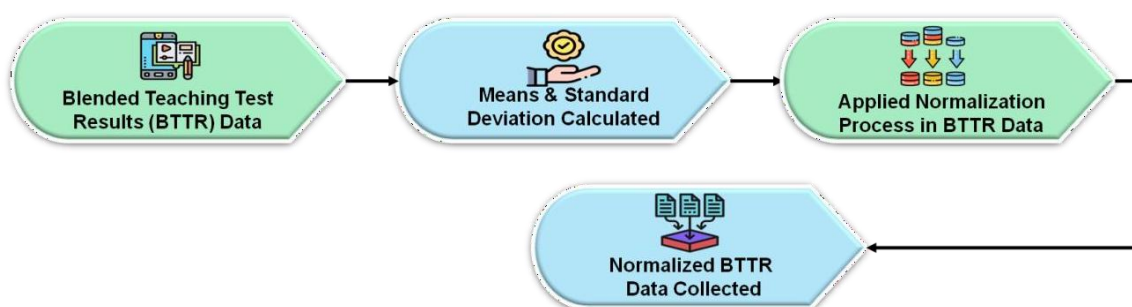 Blended Teaching Test
Results (BTTR) Data
Means & Standard
Deviation Calculated
Applied Normalization
Process in BTTR Data
Normalized BTTR
Data Collected